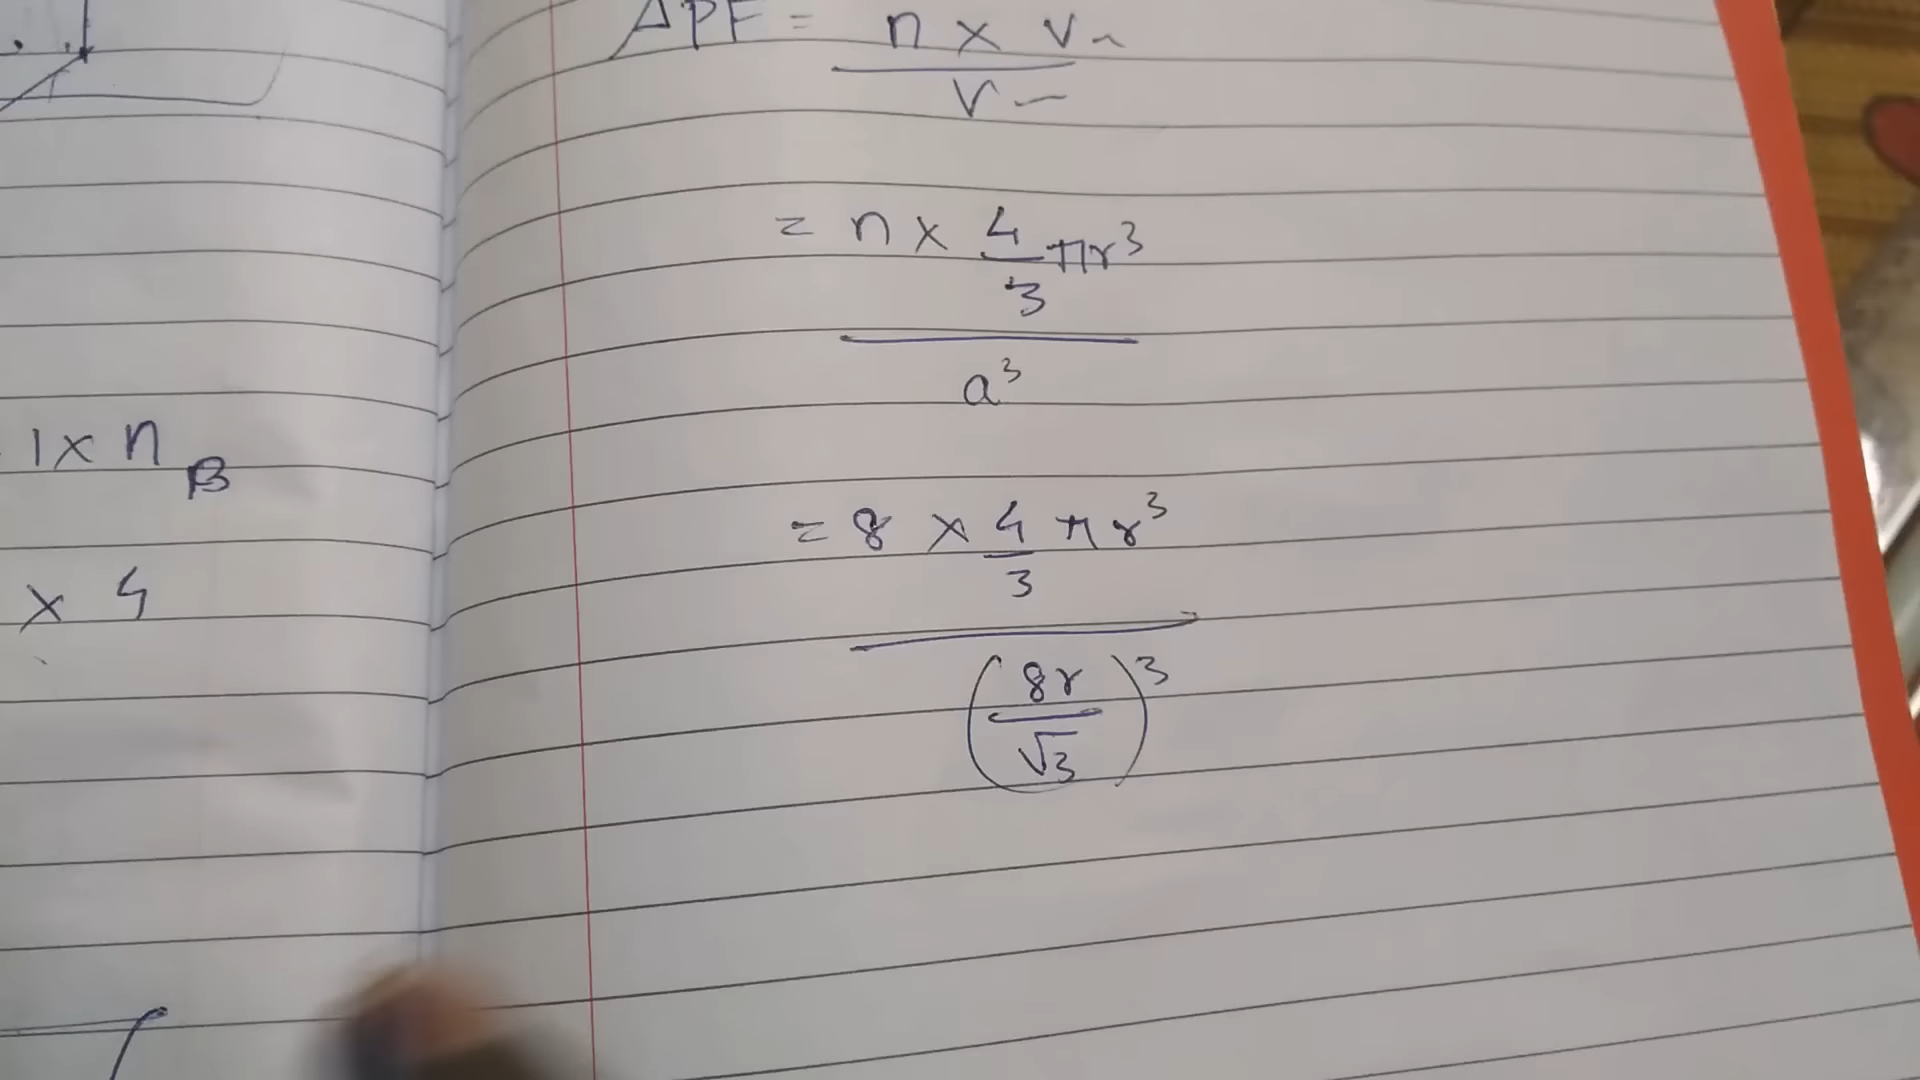 1 x n B
x 4
APF = n x V
V
= n x 4/3 πr³
a³
= 8 x 4/3 πr³
(8r/√3)³